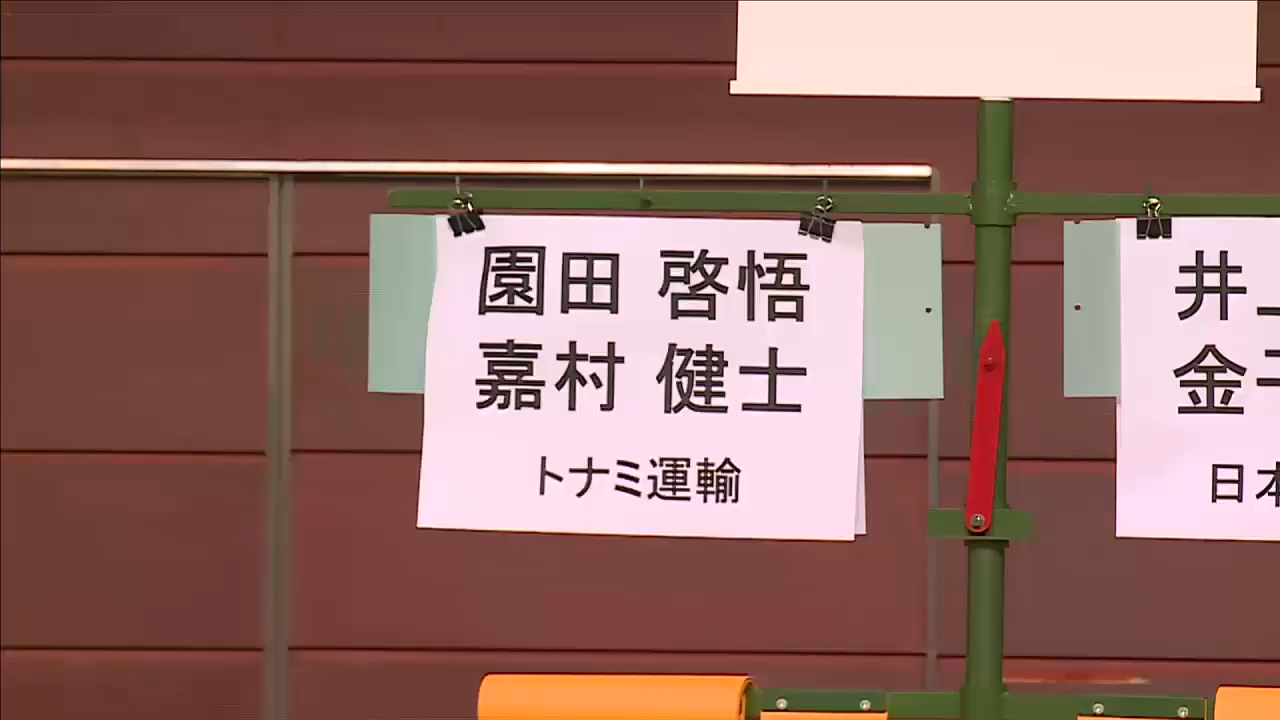 園田 啓悟
嘉村 健士
トナミ運輸
井
金
日本